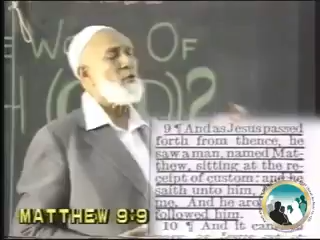 E WORD OF
9 ¶ And as Jesus passed
forth from thence, he
saw a man, named Mat-
thew, sitting at the re-
ceipt of custom: and he
saith unto him,
me. And he aro
followed him.
10 ¶ And it
MATTHEW 9:9